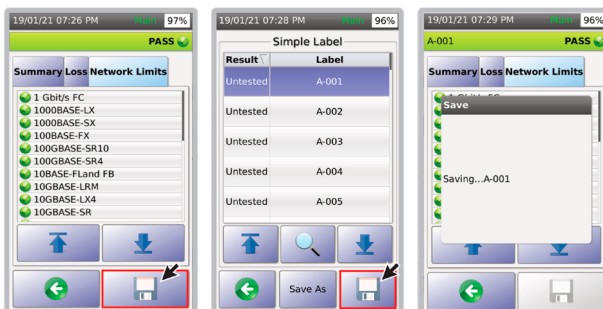 19/01/21 07:26 PM Main 97%
PASS
Summary Loss Network Limits
1 Gbit/s FC
1000BASE-LX
1000BASE-SX
100BASE-FX
100GBASE-SR10
100GBASE-SR4
10BASE-FLand FB
10GBASE-LRM
10GBASE-LX4
10GBASE-SR
19/01/21 07:28 PM Main 96%
Simple Label
Result Label
Untested A-001
Untested A-002
Untested A-003
Untested A-004
Untested A-005
Save As
19/01/21 07:29 PM Main 96%
A-001 PASS
Summary Loss Network Limits
Save
Saving...A-001